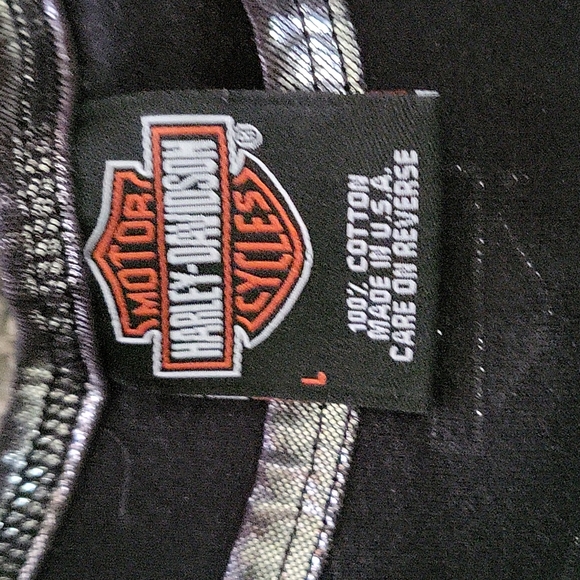 MOTOR
HARLEY-DAVIDSON
®
CYCLES
L
100% COTTON
MADE IN U.S.A.
CARE ON REVERSE